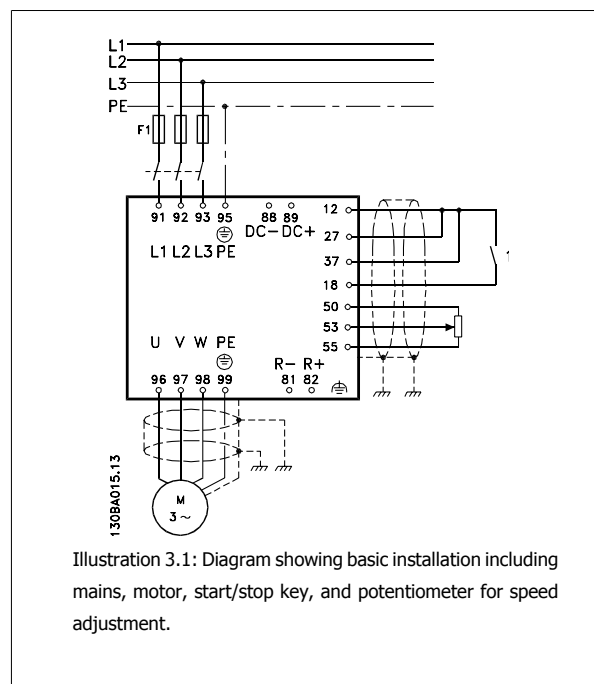 L1
L2
L3
PE
F1
91 92 93 95 88 89
DC- DC+
L1 L2 L3 PE
12
27
37
18
50
53
55
U V W PE
R- R+
96 97 98 99 81 82
M
3 ~
130BA015.13
Illustration 3.1: Diagram showing basic installation including
mains, motor, start/stop key, and potentiometer for speed
adjustment.